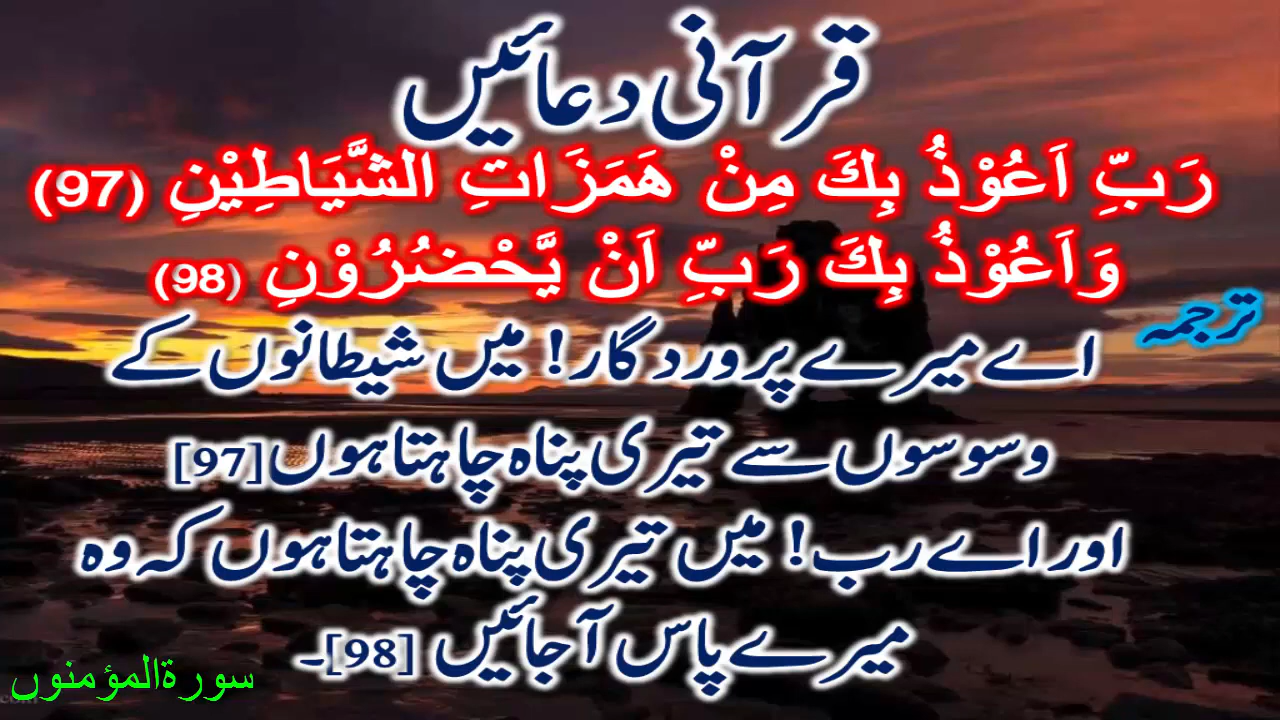 قرآنی دعائیں
رَبِّ اَعُوْذُ بِكَ مِنْ هَمَزَاتِ الشَّيَاطِيْنِ (97)
وَاَعُوْذُ بِكَ رَبِّ اَنْ يَّحْضُرُوْنِ (98)
ترجمہ
اے میرے پروردگار! میں شیطانوں کے
وسوسوں سے تیری پناہ چاہتا ہوں[97]
اور اے رب! میں تیری پناہ چاہتا ہوں کہ وہ
میرے پاس آجائیں [98]۔
سورۃالمؤمنوں